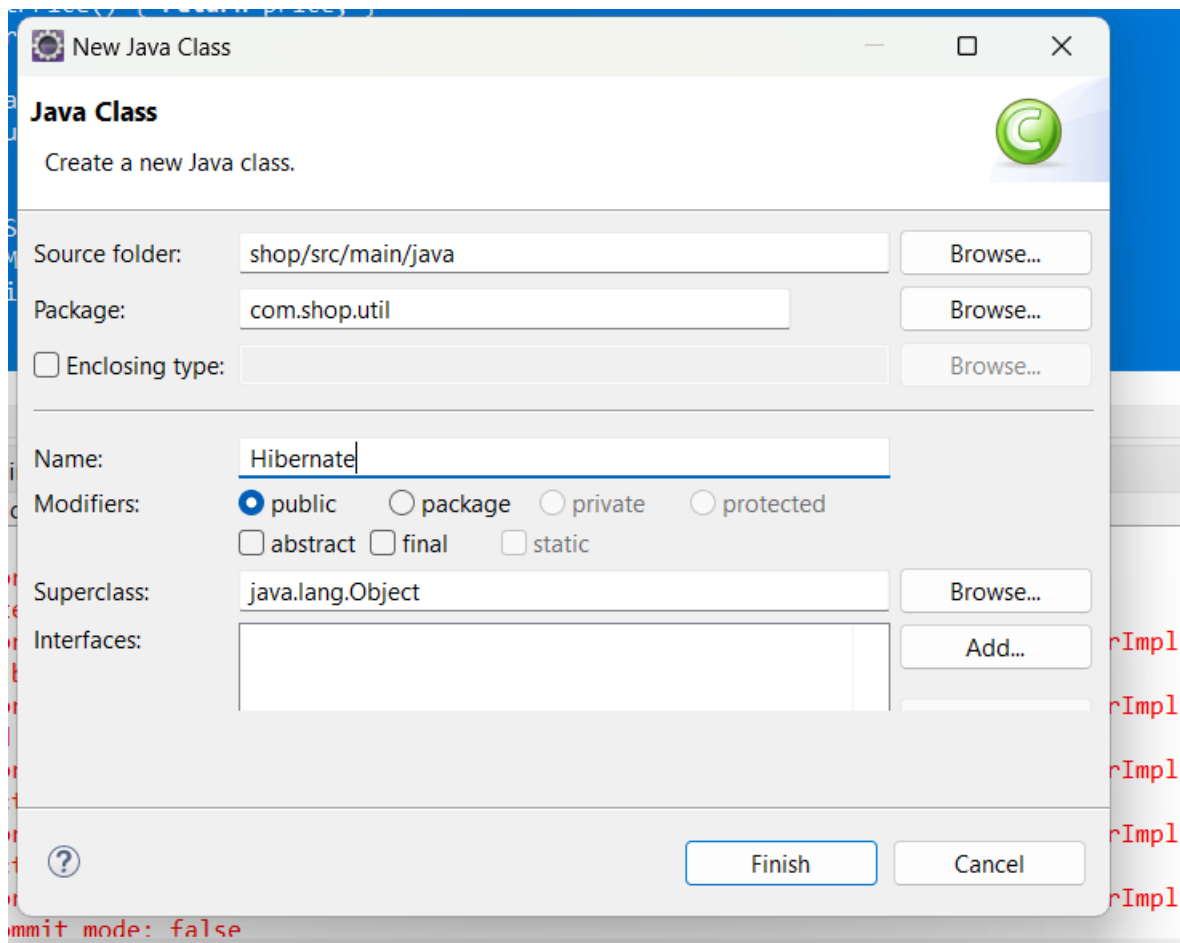 New Java Class
Java Class
Create a new Java class.
Source folder: shop/src/main/java Browse...
Package: com.shop.util Browse...
Enclosing type: Browse...
Name: Hibernate
Modifiers: public package private protected
abstract final static
Superclass: java.lang.Object Browse...
Interfaces: Add...
rImpl
rImpl
rImpl
rImpl
rImpl
Finish Cancel
ommit mode: false